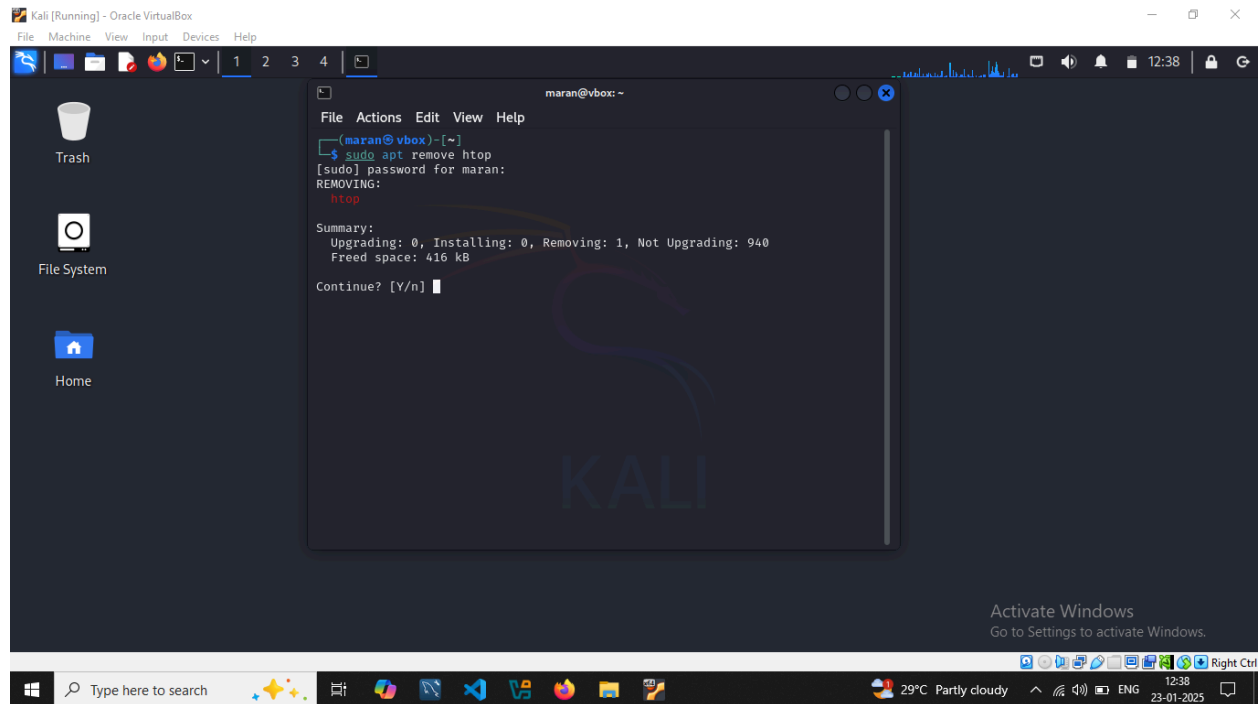 Kali [Running] - Oracle VirtualBox
File Machine View Input Devices Help
1 2 3 4
12:38
maran@vbox: ~
File Actions Edit View Help
┌──(maran㉿vbox)-[~]
└─$ sudo apt remove htop
[sudo] password for maran:
REMOVING:
htop
Summary:
Upgrading: 0, Installing: 0, Removing: 1, Not Upgrading: 940
Freed space: 416 kB
Continue? [Y/n]
Trash
File System
Home
KALI
Activate Windows
Go to Settings to activate Windows.
Right Ctrl
Type here to search
29°C Partly cloudy
ENG
12:38
23-01-2025